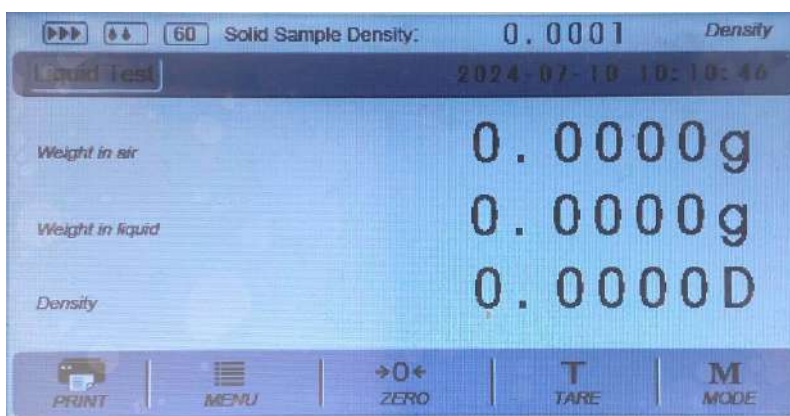 60 Solid Sample Density: 0.0001 Density
Liquid Test 2024-07-10 10:10:46
Weight in air 0.0000g
Weight in liquid 0.0000g
Density 0.0000D
PRINT MENU →0← ZERO T TARE M MODE